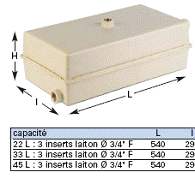 H
I
L
capacité L l
22 L : 3 inserts laiton Ø 3/4" F 540 29
33 L : 3 inserts laiton Ø 3/4" F 540 29
45 L : 3 inserts laiton Ø 3/4" F 540 29